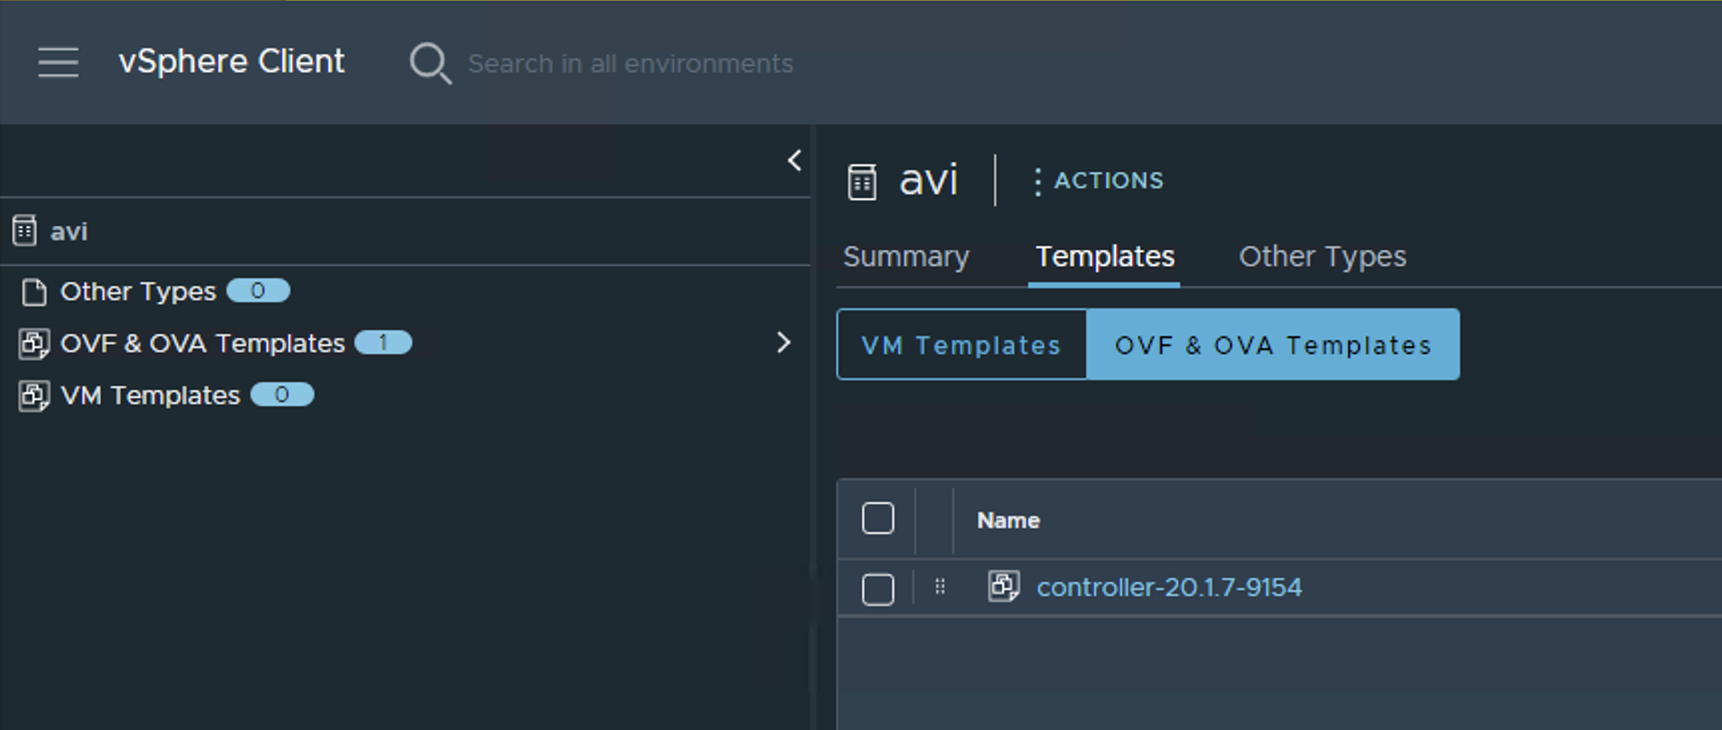 vSphere Client
Search in all environments
avi
Other Types 0
OVF & OVA Templates 1
VM Templates 0
avi
ACTIONS
Summary Templates Other Types
VM Templates OVF & OVA Templates
Name
controller-20.1.7-9154